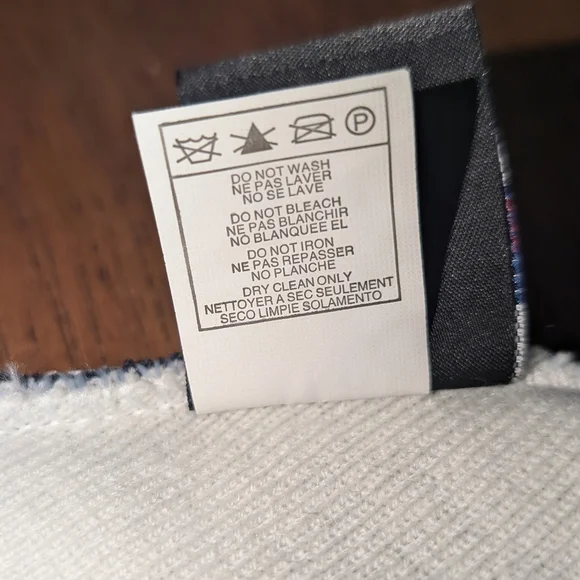 P
DO NOT WASH
NE PAS LAVER
NO SE LAVE
DO NOT BLEACH
NE PAS BLANCHIR
NO BLANQUEE EL
DO NOT IRON
NE PAS REPASSER
NO PLANCHE
DRY CLEAN ONLY
NETTOYER A SEC SEULEMENT
SECO LIMPIE SOLAMENTO